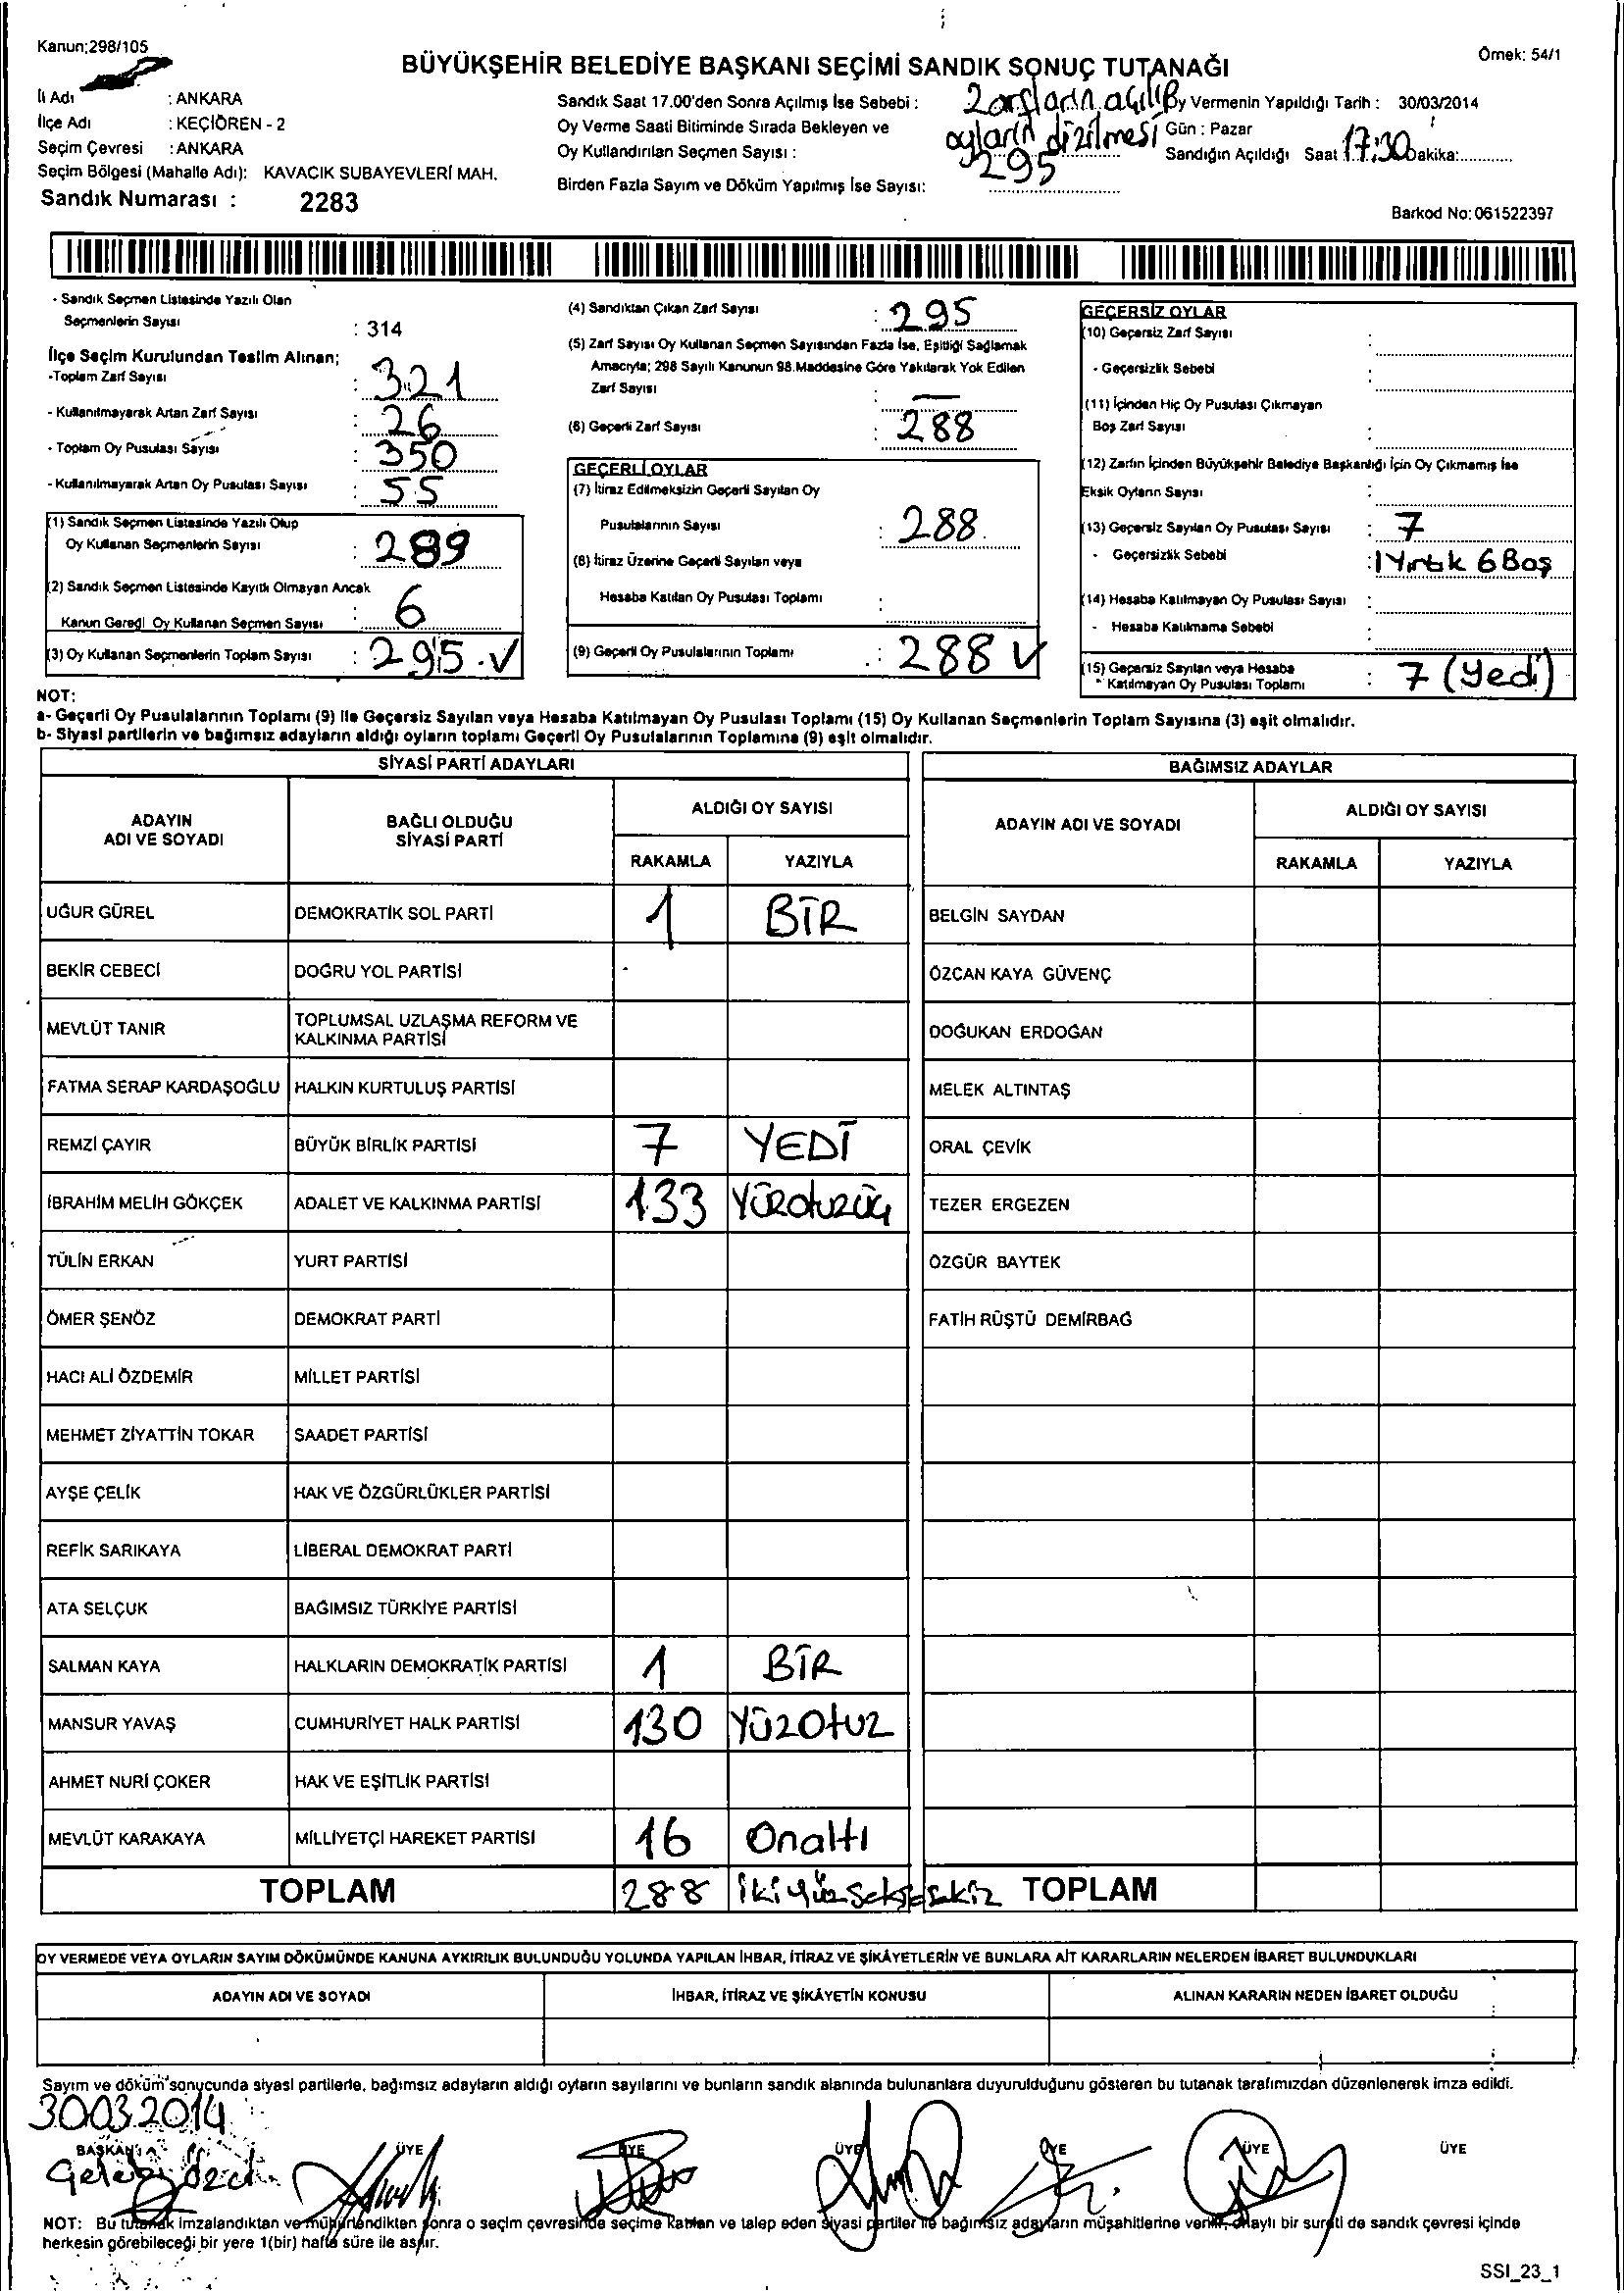 Kanun:298/105
Örnek: 54/1
BÜYÜKŞEHİR BELEDİYE BAŞKANI SEÇİMİ SANDIK SONUÇ TUTANAĞI
İl Adı : ANKARA
İlçe Adı : KEÇİÖREN - 2
Seçim Çevresi : ANKARA
Seçim Bölgesi (Mahalle Adı): KAVACIK SUBAYEVLERİ MAH.
Sandık Numarası : 2283
Sandık Saat 17.00'den Sonra Açılmış İse Sebebi : Zarfların açılıp
Oy Verme Saati Bitiminde Sırada Bekleyen ve oyların dizilmesi
Oy Kullandırılan Seçmen Sayısı : 295
Birden Fazla Sayım ve Döküm Yapılmış İse Sayısı:
Oy Vermenin Yapıldığı Tarih : 30/03/2014
Gün : Pazar
Sandığın Açıldığı Saat 17:30 Dakika:
Barkod No: 061522397
- Sandık Seçmen Listesinde Yazılı Olan
Seçmenlerin Sayısı : 314
İlçe Seçim Kurulundan Teslim Alınan;
-Toplam Zarf Sayısı : 321
- Kullanılmayarak Artan Zarf Sayısı : 26
- Toplam Oy Pusulası Sayısı : 350
- Kullanılmayarak Artan Oy Pusulası Sayısı : 55
(1) Sandık Seçmen Listesinde Yazılı Olup
Oy Kullanan Seçmenlerin Sayısı : 289
(2) Sandık Seçmen Listesinde Kayıtlı Olmayan Ancak
Kanun Gereği Oy Kullanan Seçmen Sayısı : 6
(3) Oy Kullanan Seçmenlerin Toplam Sayısı : 295
(4) Sandıktan Çıkan Zarf Sayısı : 295
(5) Zarf Sayısı Oy Kullanan Seçmen Sayısından Fazla İse, Eşitliği Sağlamak
Amacıyla; 298 Sayılı Kanunun 98.Maddesine Göre Yakılarak Yok Edilen
Zarf Sayısı : —
(6) Geçerli Zarf Sayısı : 288
GEÇERLİ OYLAR
(7) İtiraz Edilmeksizin Geçerli Sayılan Oy
Pusulalarının Sayısı : 288
(8) İtiraz Üzerine Geçerli Sayılan veya
Hesaba Katılan Oy Pusulası Toplamı :
(9) Geçerli Oy Pusulalarının Toplamı : 288
GEÇERSİZ OYLAR
(10) Geçersiz Zarf Sayısı :
- Geçersizlik Sebebi :
(11) İçinden Hiç Oy Pusulası Çıkmayan
Boş Zarf Sayısı :
(12) Zarfın İçinden Büyükşehir Belediye Başkanlığı İçin Oy Çıkmamış İse
Eksik Oyların Sayısı :
(13) Geçersiz Sayılan Oy Pusulası Sayısı : 7
- Geçersizlik Sebebi : 1 Yırtık 6 Boş
(14) Hesaba Katılmayan Oy Pusulası Sayısı :
- Hesaba Katılmama Sebebi :
(15) Geçersiz Sayılan veya Hesaba
Katılmayan Oy Pusulası Toplamı : 7 (Yedi)
NOT:
a- Geçerli Oy Pusulalarının Toplamı (9) İle Geçersiz Sayılan veya Hesaba Katılmayan Oy Pusulası Toplamı (15) Oy Kullanan Seçmenlerin Toplam Sayısına (3) eşit olmalıdır.
b- Siyasi partilerin ve bağımsız adayların aldığı oyların toplamı Geçerli Oy Pusulalarının Toplamına (9) eşit olmalıdır.
SİYASİ PARTİ ADAYLARI
ADAYIN ADI VE SOYADI
BAĞLI OLDUĞU SİYASİ PARTİ
ALDIĞI OY SAYISI
RAKAMLA YAZIYLA
UĞUR GÜREL DEMOKRATİK SOL PARTİ 1 BİR
BEKİR CEBECİ DOĞRU YOL PARTİSİ
MEVLÜT TANIR TOPLUMSAL UZLAŞMA REFORM VE KALKINMA PARTİSİ
FATMA SERAP KARDAŞOĞLU HALKIN KURTULUŞ PARTİSİ
REMZİ ÇAYIR BÜYÜK BİRLİK PARTİSİ 7 YEDİ
İBRAHİM MELİH GÖKÇEK ADALET VE KALKINMA PARTİSİ 133
TÜLİN ERKAN YURT PARTİSİ
ÖMER ŞENÖZ DEMOKRAT PARTİ
HACI ALİ ÖZDEMİR MİLLET PARTİSİ
MEHMET ZİYATTİN TOKAR SAADET PARTİSİ
AYŞE ÇELİK HAK VE ÖZGÜRLÜKLER PARTİSİ
REFİK SARIKAYA LİBERAL DEMOKRAT PARTİ
ATA SELÇUK BAĞIMSIZ TÜRKİYE PARTİSİ
SALMAN KAYA HALKLARIN DEMOKRATİK PARTİSİ 1 BİR
MANSUR YAVAŞ CUMHURİYET HALK PARTİSİ 130 YÜZOtUZ
AHMET NURİ ÇOKER HAK VE EŞİTLİK PARTİSİ
MEVLÜT KARAKAYA MİLLİYETÇİ HAREKET PARTİSİ 16 Onaltı
TOPLAM 288 İkiyüzseksensekiz
BAĞIMSIZ ADAYLAR
ADAYIN ADI VE SOYADI
ALDIĞI OY SAYISI
RAKAMLA YAZIYLA
BELGİN SAYDAN
ÖZCAN KAYA GÜVENÇ
DOĞUKAN ERDOĞAN
MELEK ALTINTAŞ
ORAL ÇEVİK
TEZER ERGEZEN
ÖZGÜR BAYTEK
FATİH RÜŞTÜ DEMİRBAĞ
TOPLAM
OY VERMEDE VEYA OYLARIN SAYIM DÖKÜMÜNDE KANUNA AYKIRILIK BULUNDUĞU YOLUNDA YAPILAN İHBAR, İTİRAZ VE ŞİKÂYETLERİN VE BUNLARA AİT KARARLARIN NELERDEN İBARET BULUNDUKLARI
ADAYIN ADI VE SOYADI İHBAR, İTİRAZ VE ŞİKÂYETİN KONUSU ALINAN KARARIN NEDEN İBARET OLDUĞU
Sayım ve döküm sonucunda siyasi partilerle, bağımsız adayların aldığı oyların sayılarını ve bunların sandık alanında bulunanlara duyurulduğunu gösteren bu tutanak tarafımızdan düzenlenerek imza edildi.
30.03.2014
BAŞKAN ÜYE ÜYE ÜYE ÜYE ÜYE ÜYE
NOT: Bu tutanak imzalandıktan ve mühürlendikten sonra o seçim çevresinde seçime katılan ve talep eden siyasi partiler ile bağımsız adayların müşahitlerine verilir, onaylı bir sureti de sandık çevresi içinde
herkesin görebileceği bir yere 1(bir) hafta süre ile asılır.
SSI_23_1